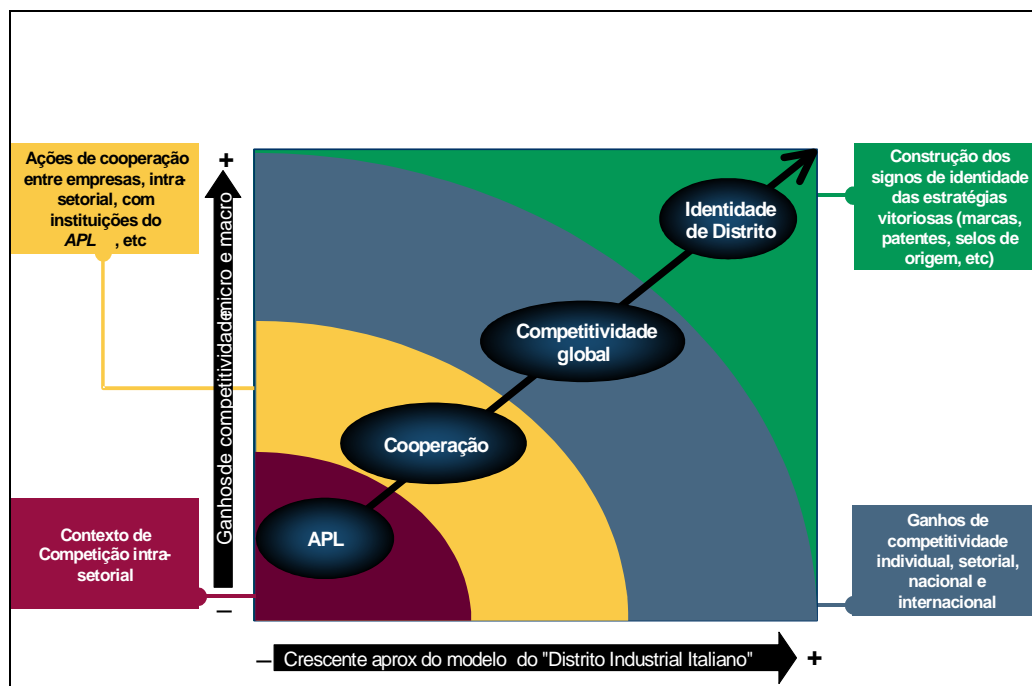 Ações de cooperação
entre empresas, intra-
setorial, com
instituições do
APL , etc
+
Ganhosde competitividade micro e macro
–
Contexto de
Competição intra-
setorial
Identidade
de Distrito
Competitividade
global
Cooperação
APL
Construção dos
signos de identidade
das estratégias
vitoriosas (marcas,
patentes, selos de
origem, etc)
Ganhos de
competitividade
individual, setorial,
nacional e
internacional
– Crescente aprox do modelo do "Distrito Industrial Italiano" +